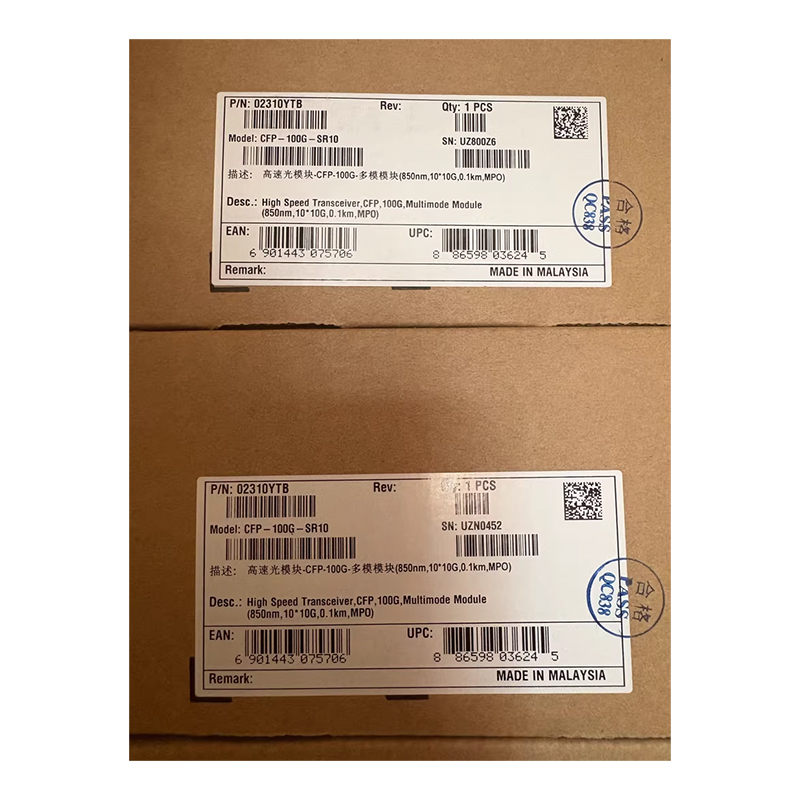 P/N: 02310YTB Rev: Qty: 1 PCS
Model: CFP-100G-SR10 SN: UZ800Z6
描述: 高速光模块-CFP-100G-多模模块(850nm,10*10G,0.1km,MPO)
Desc.: High Speed Transceiver,CFP,100G,Multimode Module
(850nm,10*10G,0.1km,MPO)
合格
PASS
QC838
EAN: 6 901443 075706 UPC: 8 86598 03624 5
Remark: MADE IN MALAYSIA
P/N: 02310YTB Rev: 1 PCS
Model: CFP-100G-SR10 SN: UZN0452
描述: 高速光模块-CFP-100G-多模模块(850nm,10*10G,0.1km,MPO)
Desc.: High Speed Transceiver,CFP,100G,Multimode Module
(850nm,10*10G,0.1km,MPO)
合格
PASS
QC838
EAN: 6 901443 075706 UPC: 8 86598 03624 5
Remark: MADE IN MALAYSIA